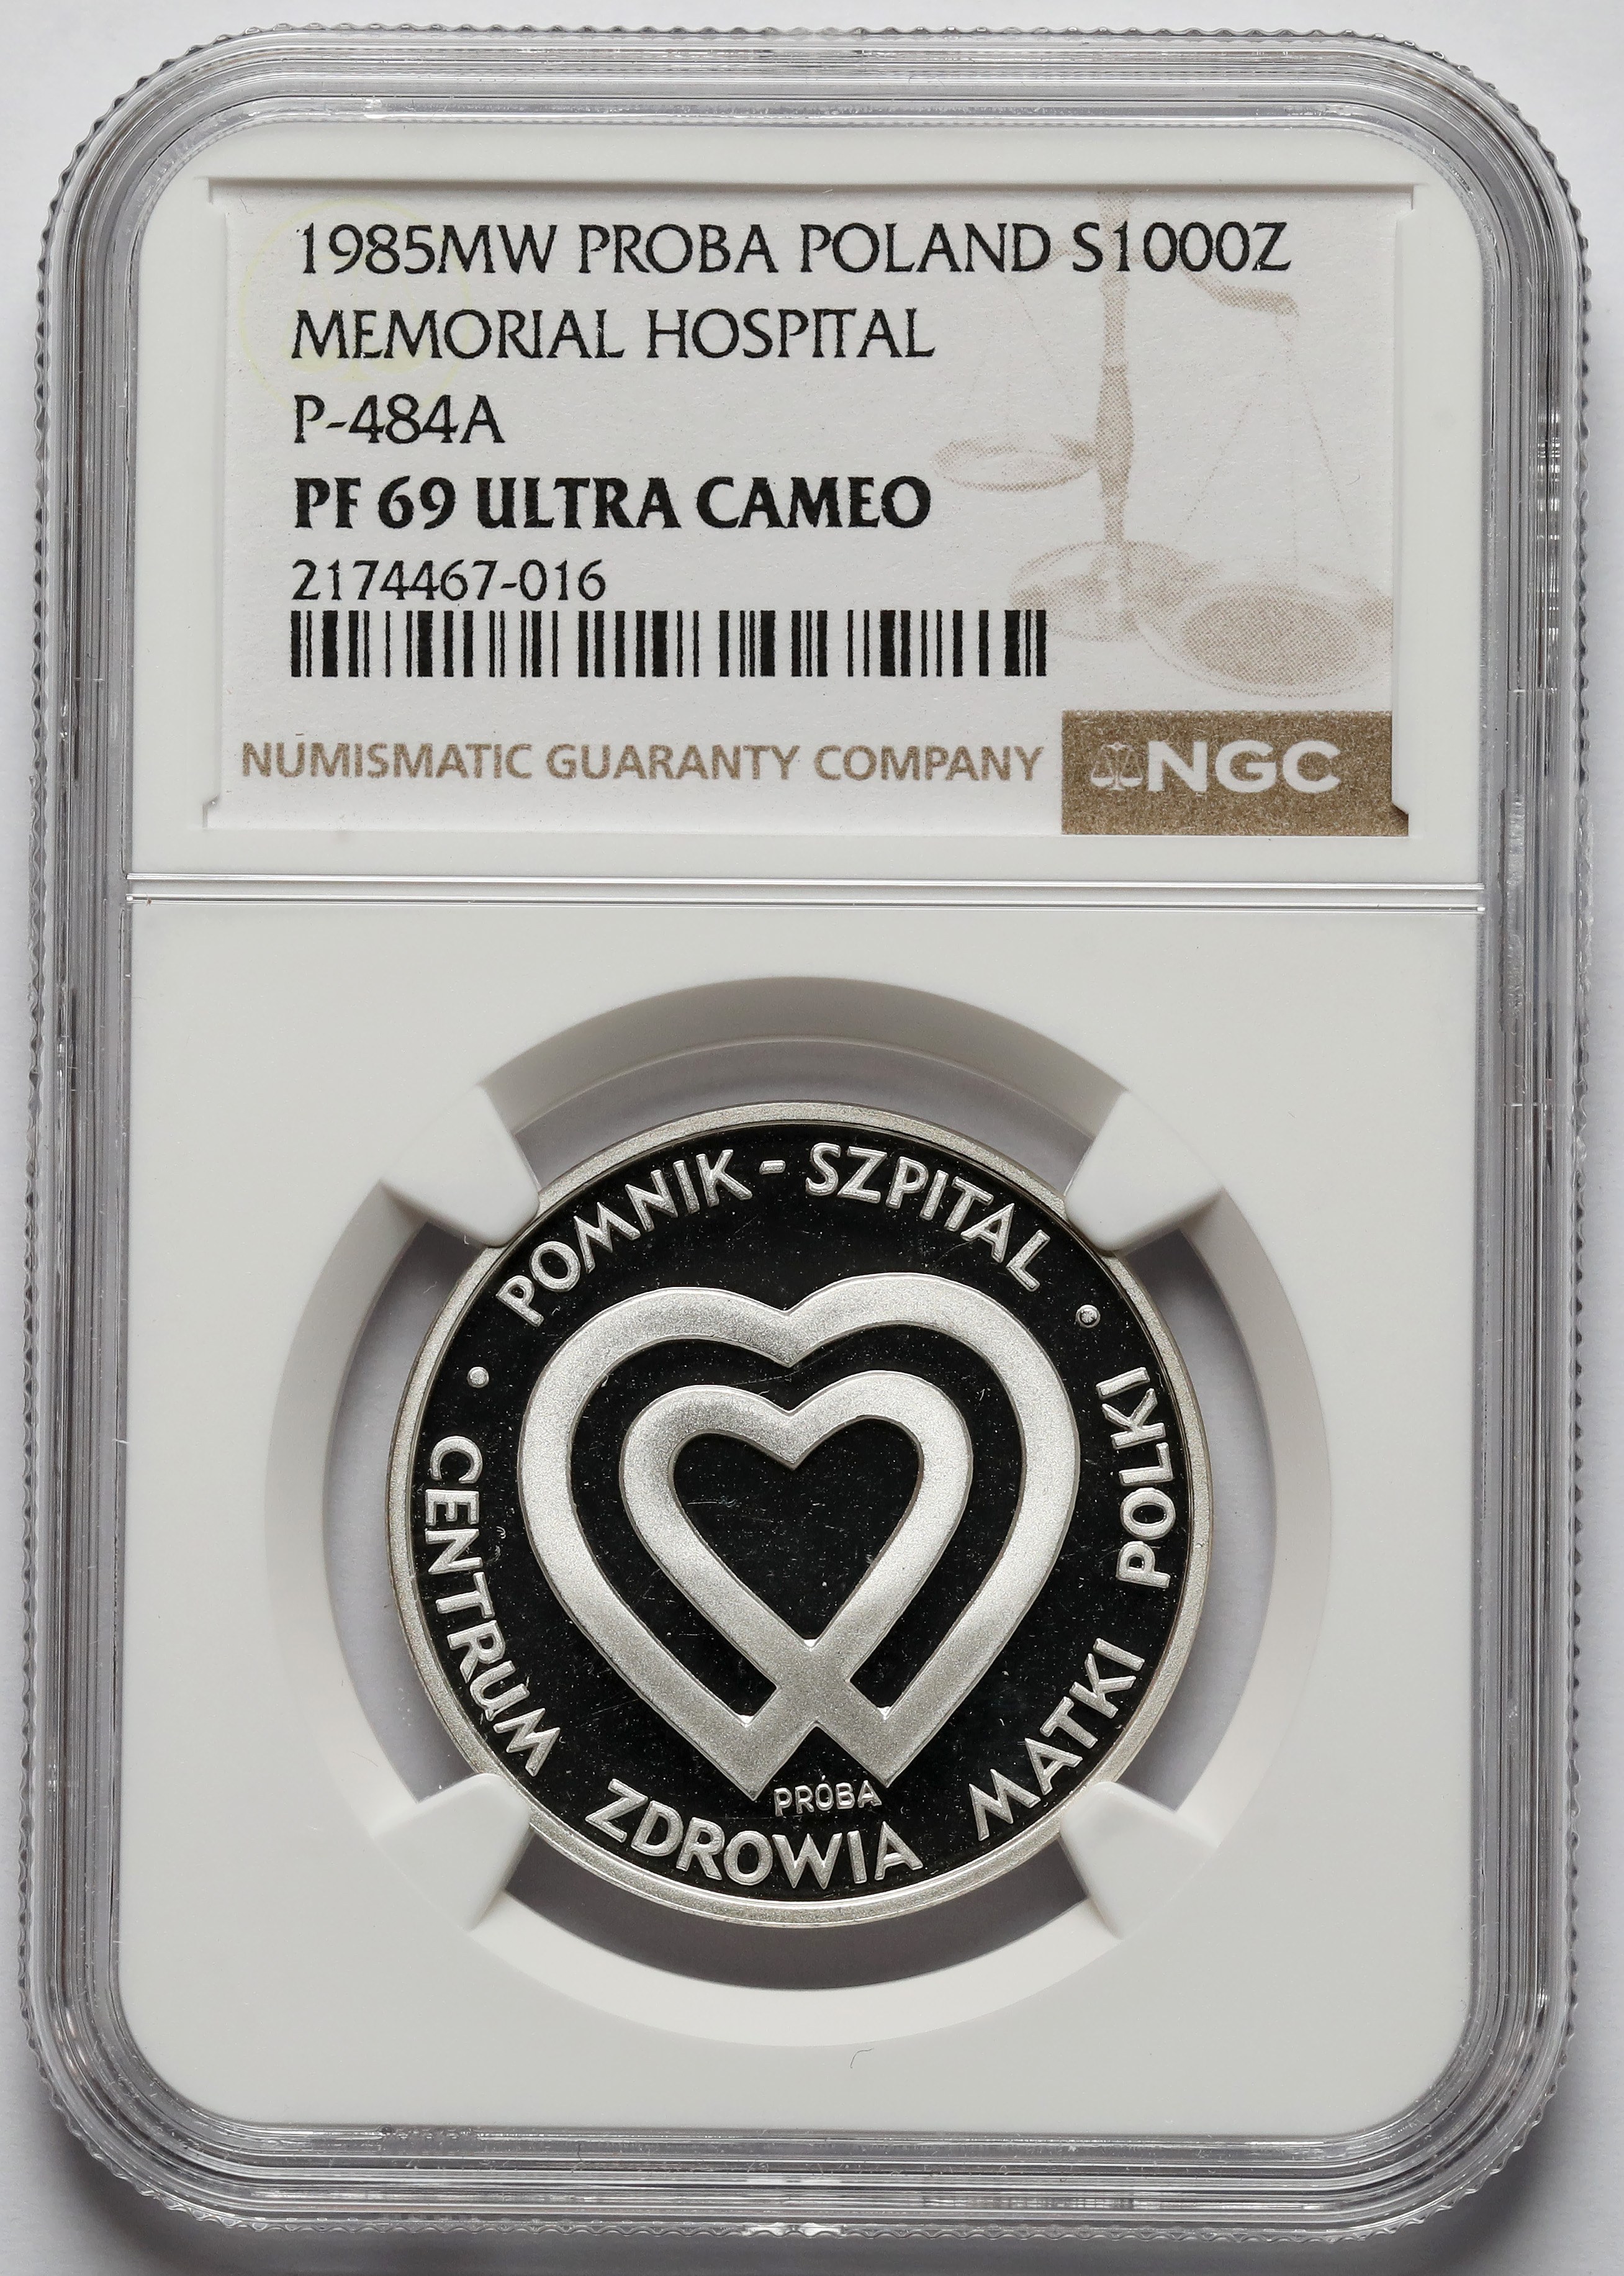 1985MW PROBA POLAND S1000Z
MEMORIAL HOSPITAL
P-484A
PF 69 ULTRA CAMEO
2174467-016
NUMISMATIC GUARANTY COMPANY
NGC
POMNIK - SZPITAL •
• CENTRUM ZDROWIA MATKI POLKI
PRÓBA